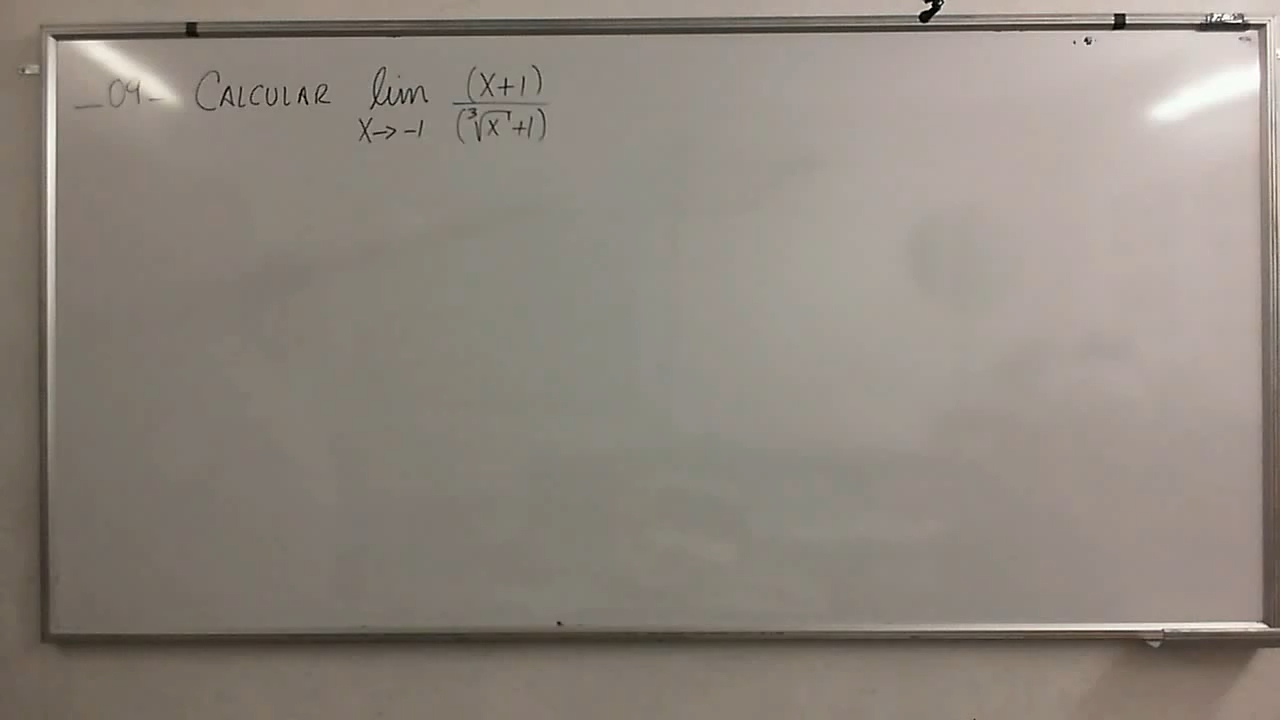 _04_ CALCULAR lim (x+1)
x→-1 (∛x+1)